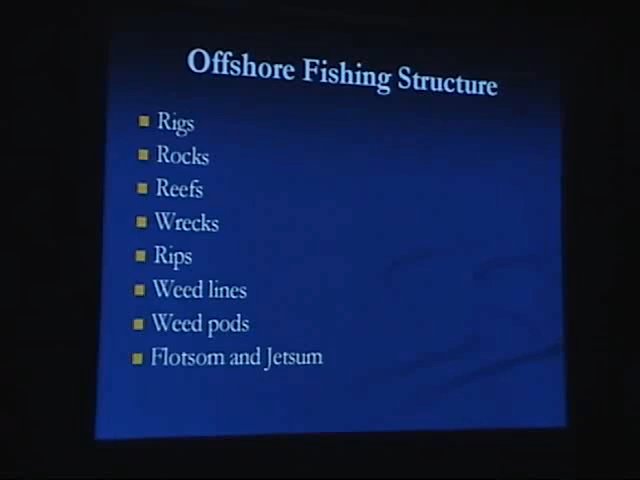 Offshore Fishing Structure
Rigs
Rocks
Reefs
Wrecks
Rips
Weed lines
Weed pods
Flotsom and Jetsum